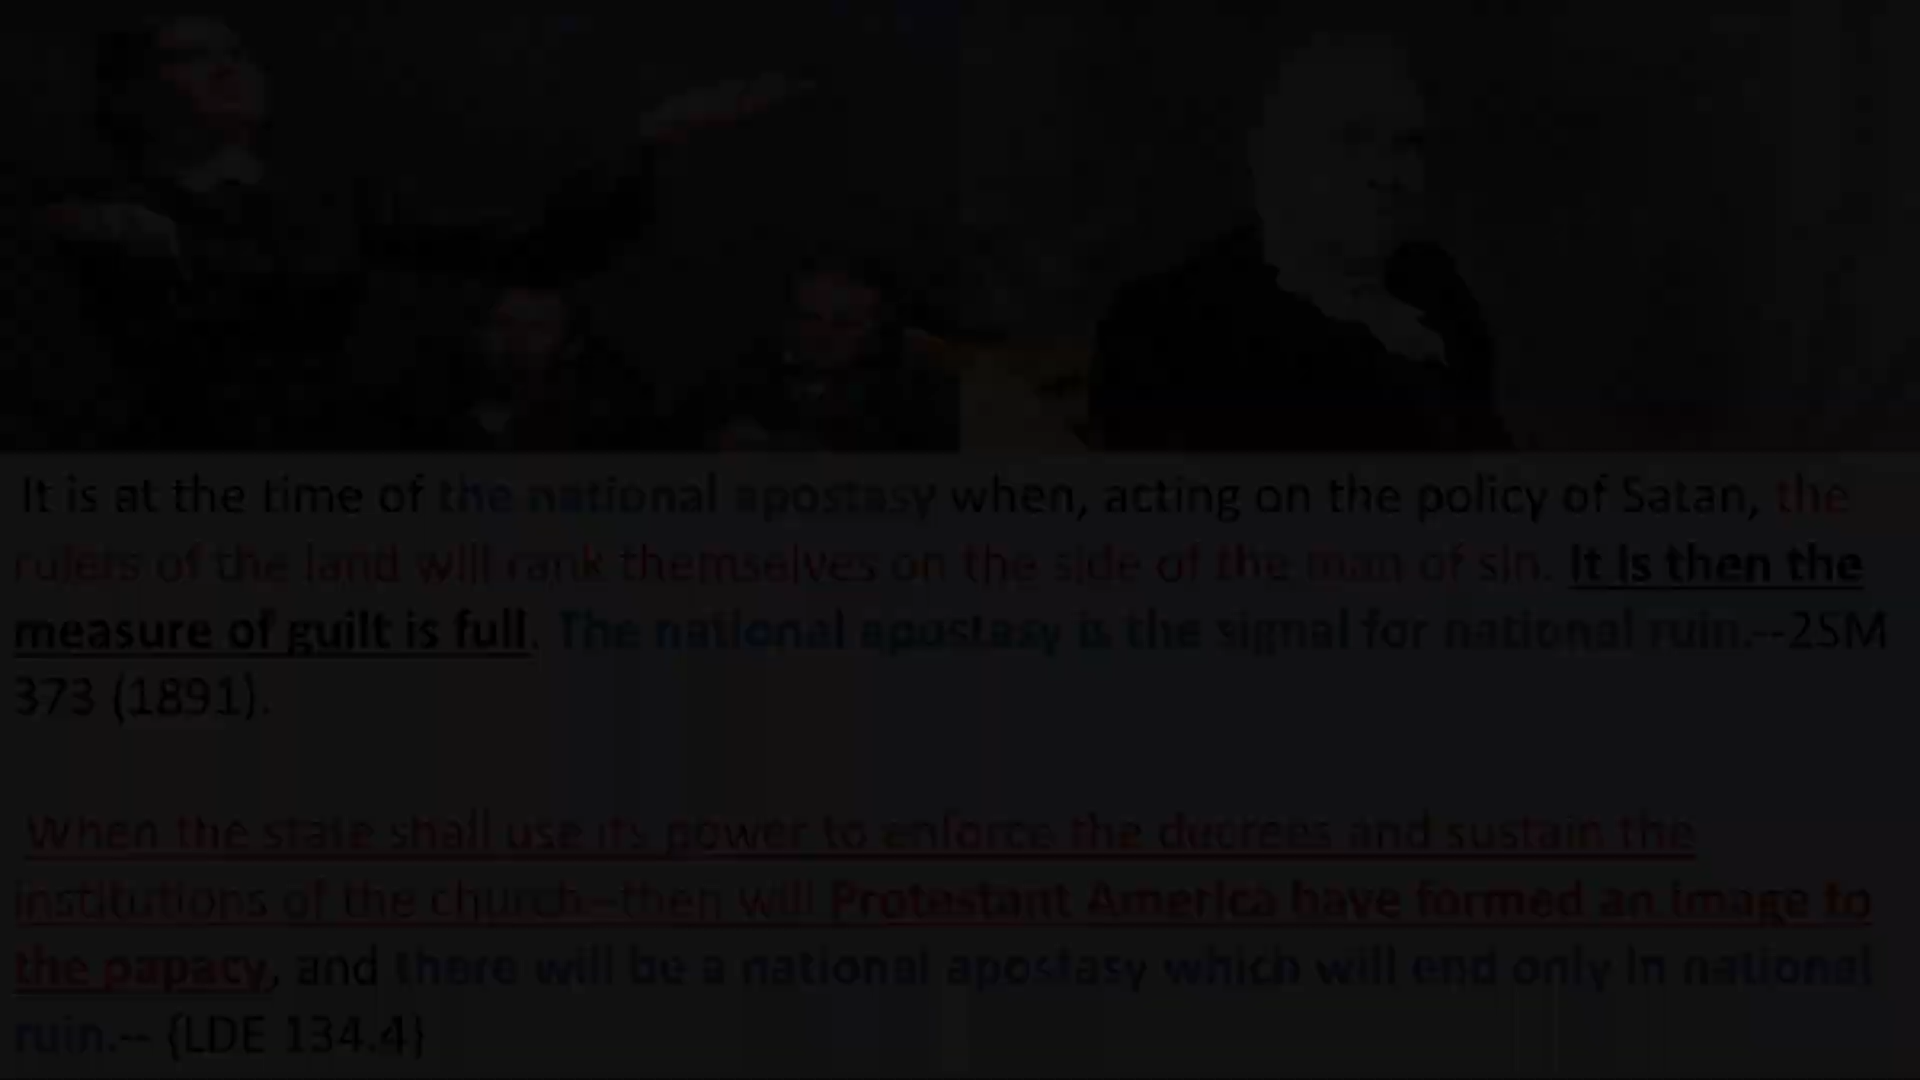 It is at the time of the national apostasy when, acting on the policy of Satan, the
rulers of the land will rank themselves on the side of the man of sin. It is then the
measure of guilt is full. The national apostasy is the signal for national ruin.--2SM
373 (1891).
When the state shall use its power to enforce the decrees and sustain the
institutions of the church--then will Protestant America have formed an image to
the papacy, and there will be a national apostasy which will end only in national
ruin.-- {LDE 134.4}